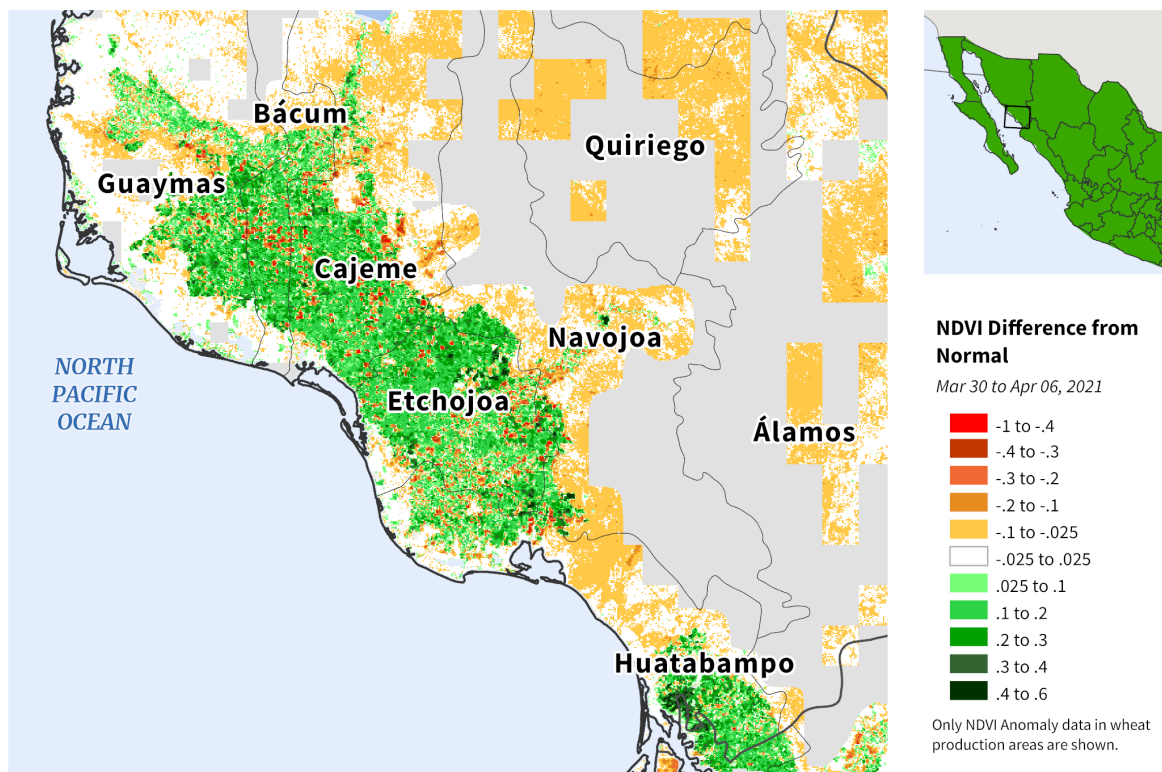 Bácum
Quiriego
Guaymas
Cajeme
Navojoa
NORTH
PACIFIC
OCEAN
Etchojoa
Álamos
Huatabampo
NDVI Difference from
Normal
Mar 30 to Apr 06, 2021
-1 to -.4
-.4 to -.3
-.3 to -.2
-.2 to -.1
-.1 to -.025
-.025 to .025
.025 to .1
.1 to .2
.2 to .3
.3 to .4
.4 to .6
Only NDVI Anomaly data in wheat
production areas are shown.